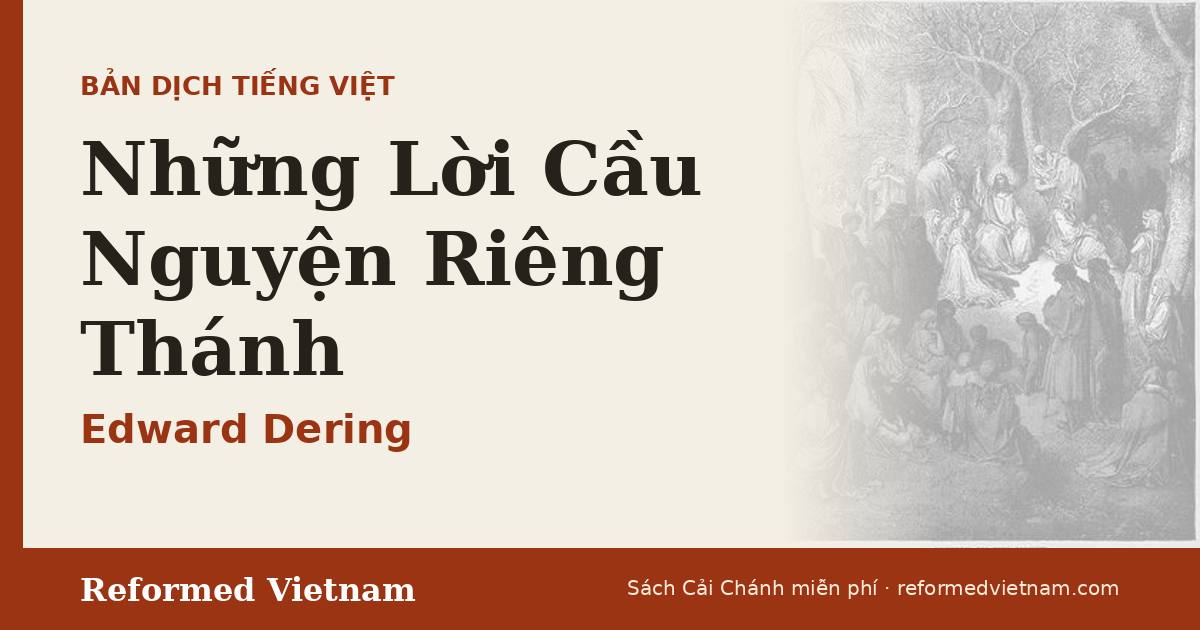 BẢN DỊCH TIẾNG VIỆT
Những Lời Cầu
Nguyện Riêng
Thánh
Edward Dering
Reformed Vietnam
Sách Cải Chánh miễn phí · reformedvietnam.com